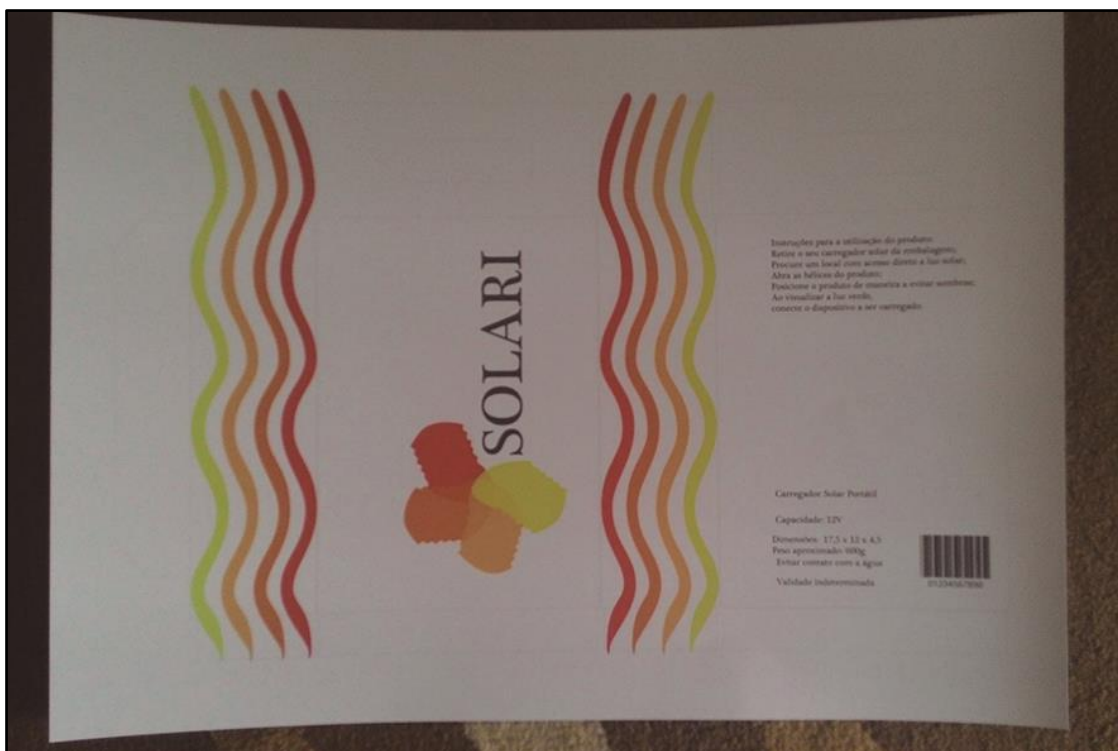 SOLARI
Instruções para a utilização do produto:
Retire o seu carregador solar da embalagem;
Procure um local com acesso direto a luz solar;
Abra as hélices do produto;
Posicione o produto de maneira a evitar sombras;
Ao visualizar a luz verde,
conecte o dispositivo a ser carregado.
Carregador Solar Portátil
Capacidade: 12V
Dimensões: 17,5 x 12 x 4,5
Peso aproximado: 600g
Evitar contato com a água
Validade indeterminada